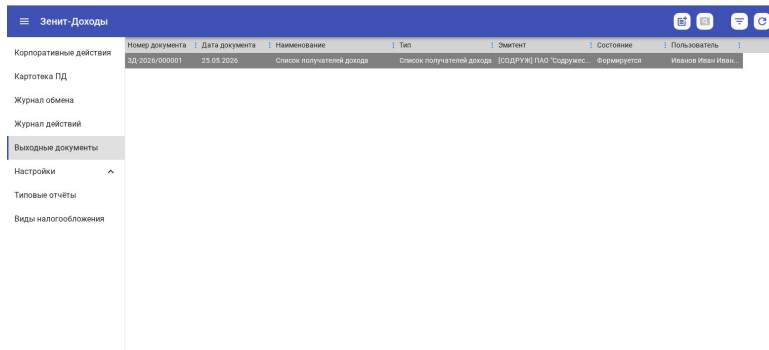 Зенит-Доходы
Корпоративные действия
Картотека ПД
Журнал обмена
Журнал действий
Выходные документы
Настройки
Типовые отчёты
Виды налогообложения
Номер документа Дата документа Наименование Тип Эмитент Состояние Пользователь
ЗД-2026/000001 25.05.2026 Список получателей дохода Список получателей дохода [СОДРУЖ] ПАО "Содружес... Формируется Иванов Иван Иван...